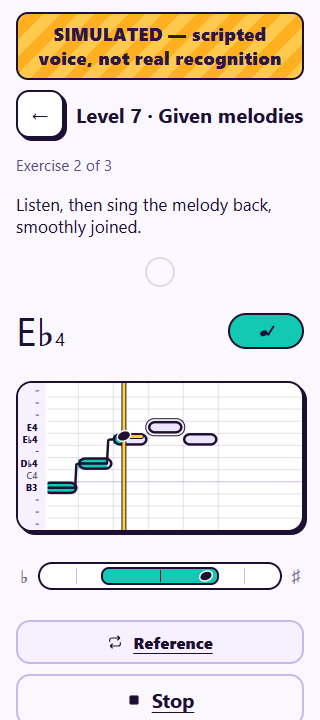 SIMULATED — scripted
voice, not real recognition
←
Level 7 · Given melodies
Exercise 2 of 3
Listen, then sing the melody back,
smoothly joined.
E♭4
E4
E♭4
D♭4
C4
B3
♭
♯
Reference
Stop